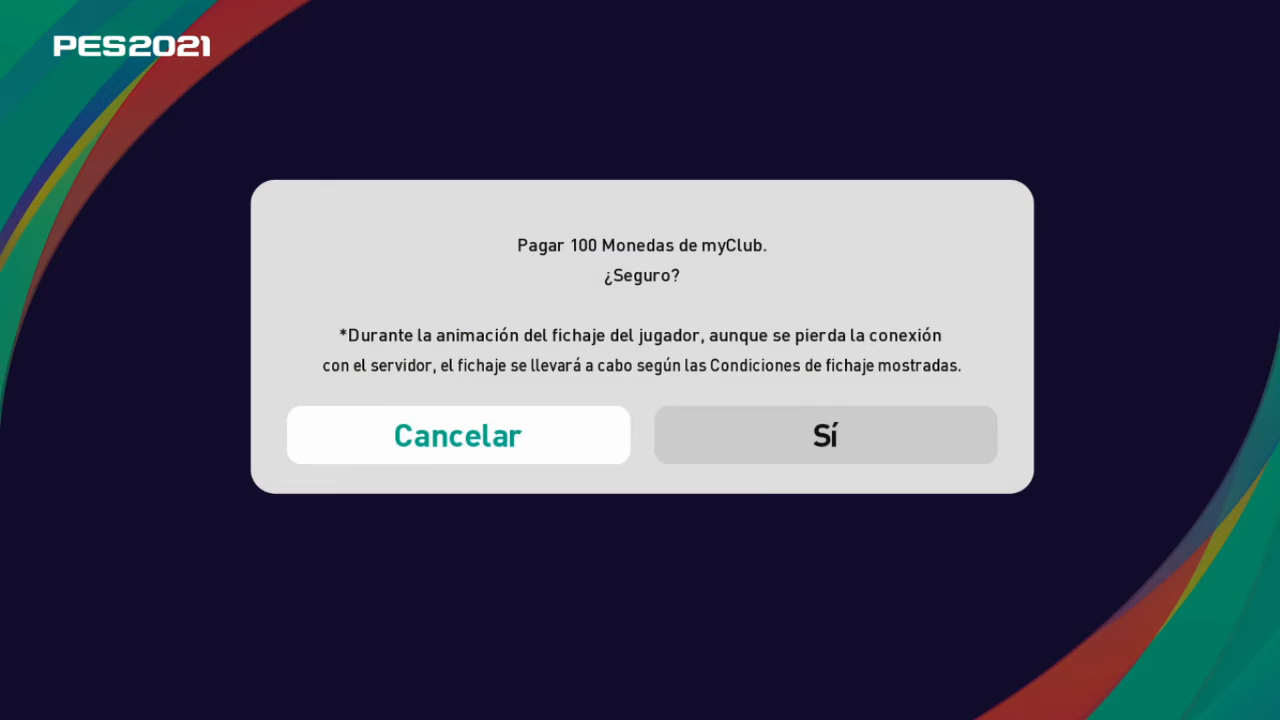 PES2021
Pagar 100 Monedas de myClub.
¿Seguro?
*Durante la animación del fichaje del jugador, aunque se pierda la conexión
con el servidor, el fichaje se llevará a cabo según las Condiciones de fichaje mostradas.
Cancelar
Sí